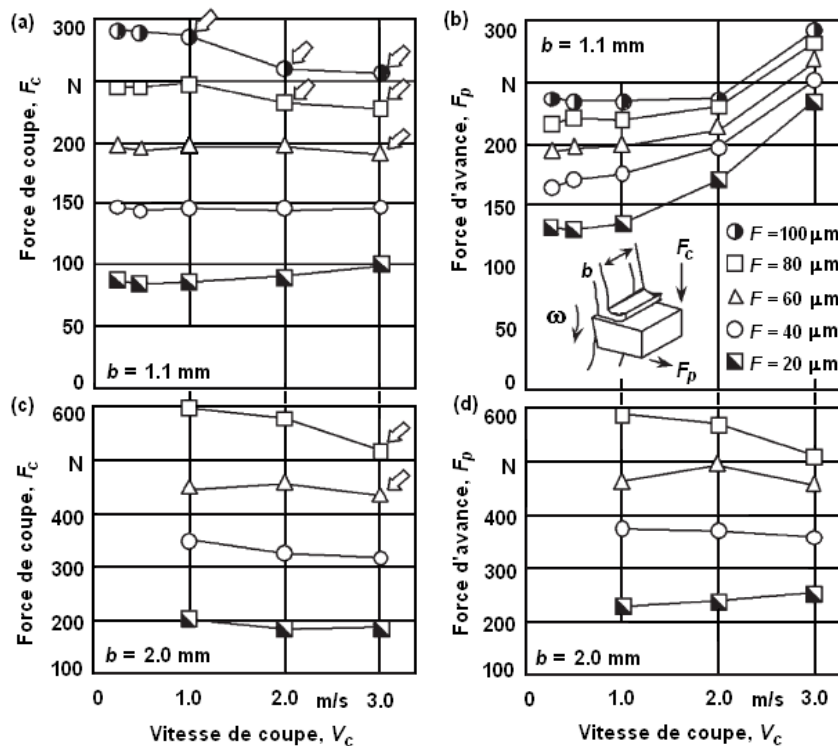 (a)
300
N
200
150
100
50
0
Force de coupe, Fc
b = 1.1 mm
(b)
b = 1.1 mm
300
N
200
150
100
50
0
Force d'avance, Fp
b
Fc
ω
Fp
F = 100 µm
F = 80 µm
F = 60 µm
F = 40 µm
F = 20 µm
(c)
600
N
400
300
200
100
Force de coupe, Fc
b = 2.0 mm
0 1.0 2.0 m/s 3.0
Vitesse de coupe, Vc
(d)
600
N
400
300
200
100
Force d'avance, Fp
b = 2.0 mm
0 1.0 2.0 m/s 3.0
Vitesse de coupe, Vc